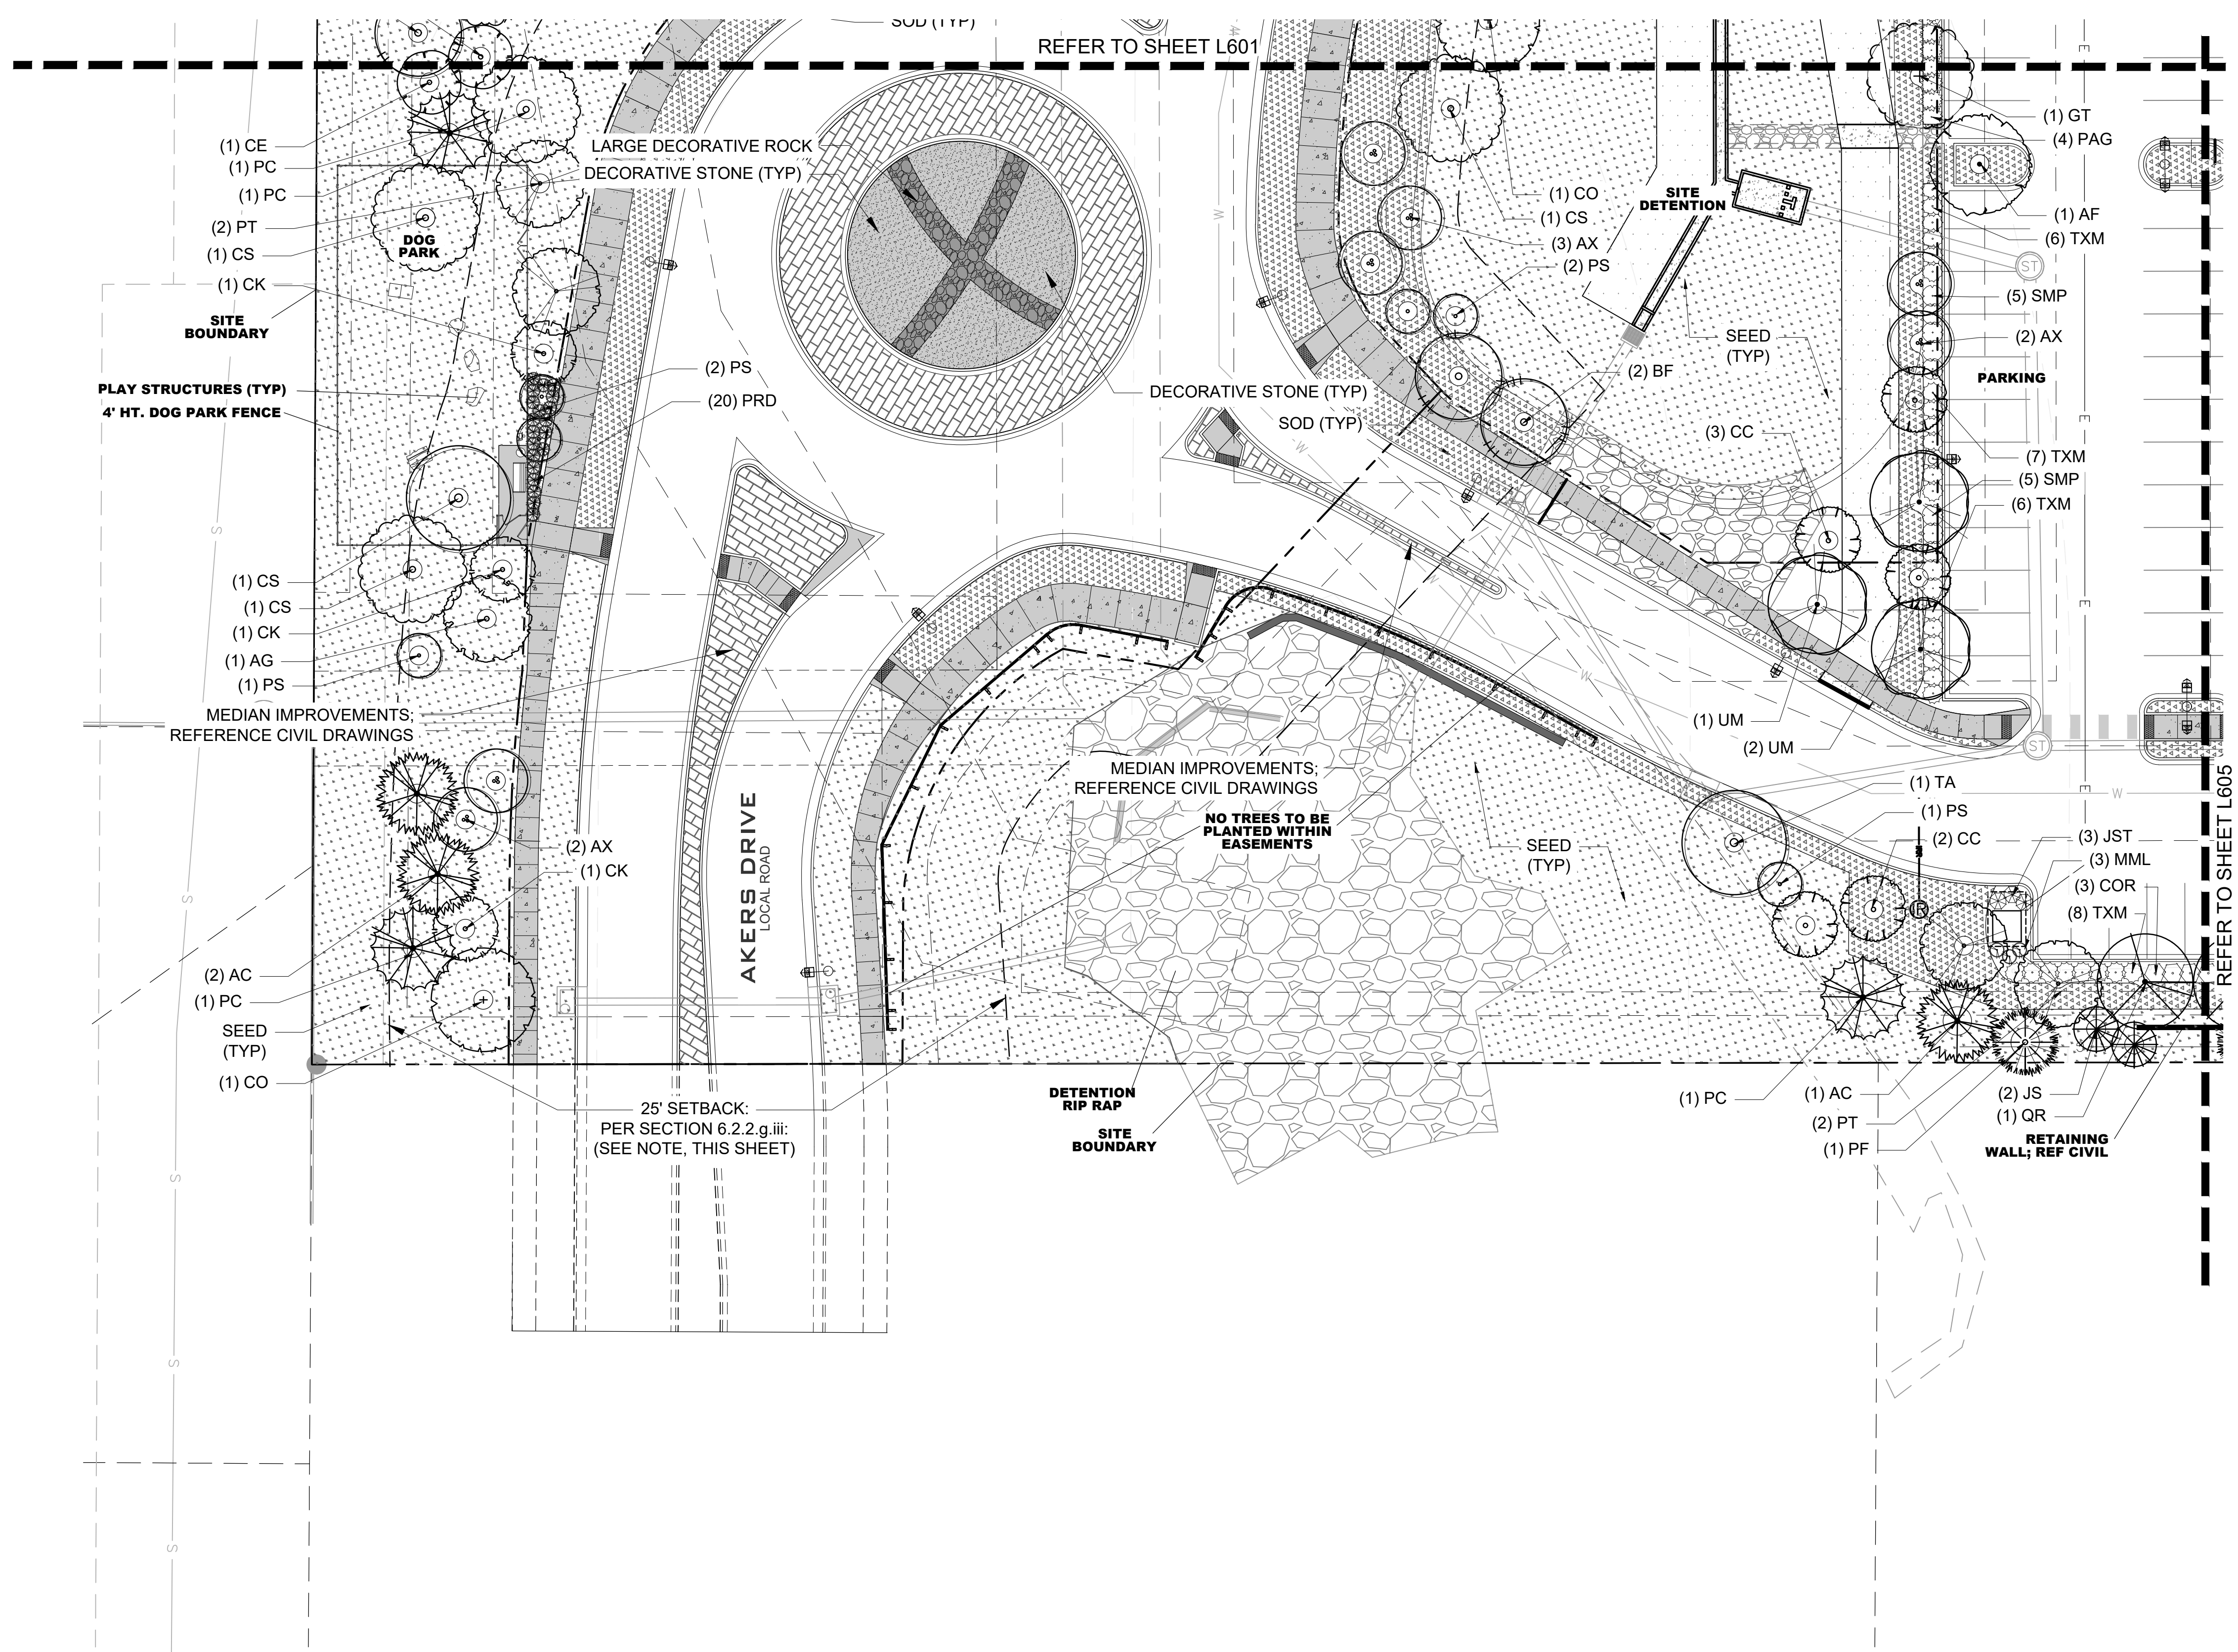 SOD (TYP)
REFER TO SHEET L601
(1) CE
(1) PC
(1) PC
(2) PT
(1) CS
(1) CK
SITE
BOUNDARY
PLAY STRUCTURES (TYP)
4' HT. DOG PARK FENCE
DOG
PARK
LARGE DECORATIVE ROCK
DECORATIVE STONE (TYP)
(2) PS
(20) PRD
DECORATIVE STONE (TYP)
SOD (TYP)
(1) CO
(1) CS
(3) AX
(2) PS
SITE
DETENTION
SEED
(TYP)
(2) BF
(3) CC
(1) GT
(4) PAG
(1) AF
(6) TXM
ST
(5) SMP
(2) AX
PARKING
(7) TXM
(5) SMP
(6) TXM
(1) CS
(1) CS
(1) CK
(1) AG
(1) PS
MEDIAN IMPROVEMENTS;
REFERENCE CIVIL DRAWINGS
(1) UM
(2) UM
ST
MEDIAN IMPROVEMENTS;
REFERENCE CIVIL DRAWINGS
NO TREES TO BE
PLANTED WITHIN
EASEMENTS
AKERS DRIVE
LOCAL ROAD
(2) AX
(1) CK
SEED
(TYP)
(1) TA
(1) PS
(2) CC
(3) JST
(3) MML
(3) COR
(8) TXM
REFER TO SHEET L605
(2) AC
(1) PC
SEED
(TYP)
(1) CO
25' SETBACK:
PER SECTION 6.2.2.g.iii:
(SEE NOTE, THIS SHEET)
DETENTION
RIP RAP
SITE
BOUNDARY
(1) PC
(1) AC
(2) PT
(1) PF
(2) JS
(1) QR
RETAINING
WALL; REF CIVIL
S
S
S
S
S
W
W
W
W
W
W
E
E
E
E